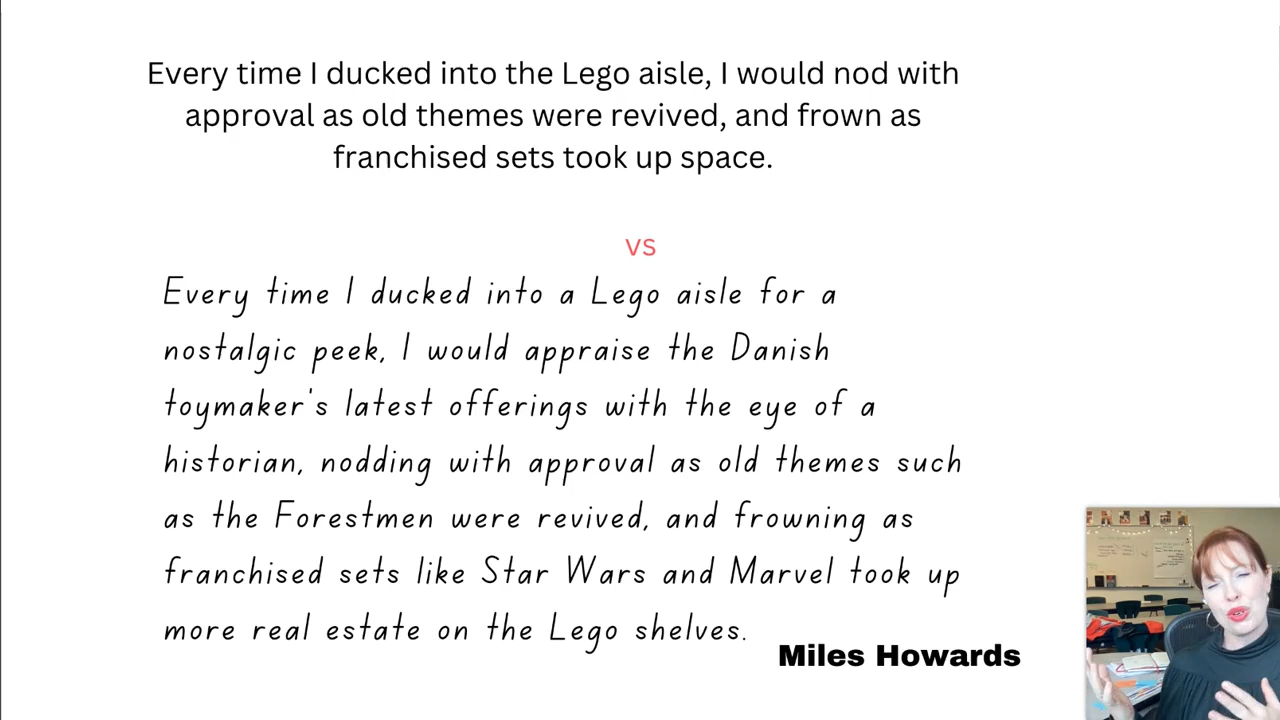 Every time I ducked into the Lego aisle, I would nod with
approval as old themes were revived, and frown as
franchised sets took up space.
vs
Every time I ducked into a Lego aisle for a
nostalgic peek, I would appraise the Danish
toymaker's latest offerings with the eye of a
historian, nodding with approval as old themes such
as the Forestmen were revived, and frowning as
franchised sets like Star Wars and Marvel took up
more real estate on the Lego shelves.
Miles Howards